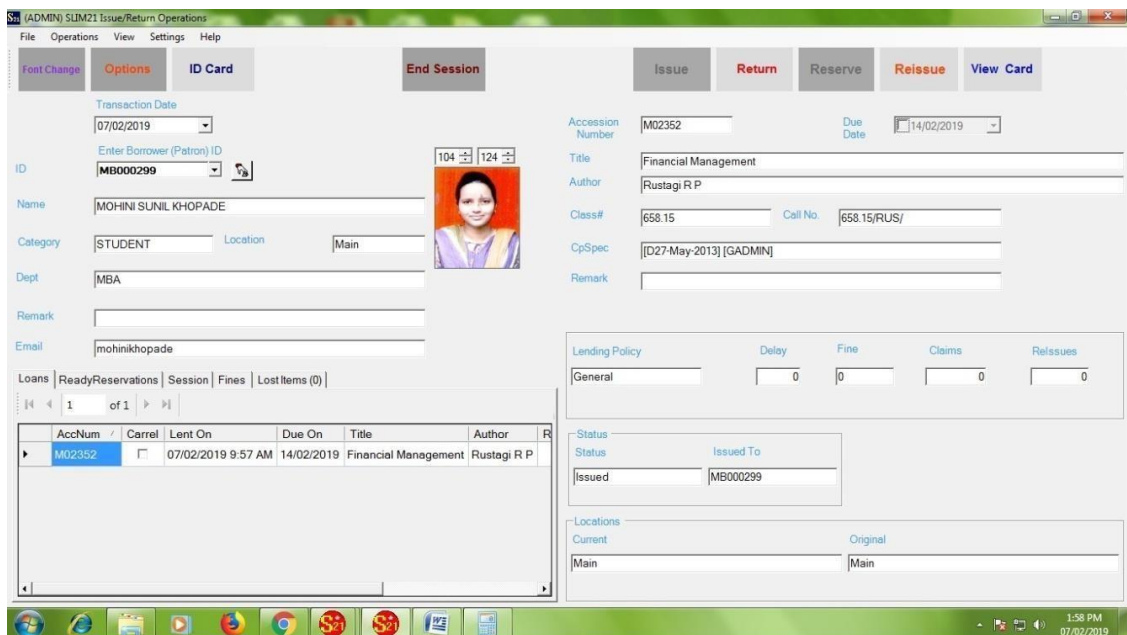 S21 (ADMIN) SLIM21 Issue/Return Operations
File Operations View Settings Help
Font Change Options ID Card End Session Issue Return Reserve Reissue View Card
Transaction Date
07/02/2019
Enter Borrower (Patron) ID
ID MB000299
104 124
Name MOHINI SUNIL KHOPADE
Category STUDENT Location Main
Dept MBA
Remark
Email mohinikhopade
Loans ReadyReservations Session Fines Lost Items (0)
1 of 1
AccNum Carrel Lent On Due On Title Author R
M02352 07/02/2019 9:57 AM 14/02/2019 Financial Management Rustagi R P
Accession Number M02352 Due Date 14/02/2019
Title Financial Management
Author Rustagi R P
Class# 658.15 Call No. 658.15/RUS/
CpSpec [D27-May-2013] [GADMIN]
Remark
Lending Policy Delay Fine Claims ReIssues
General 0 0 0 0
Status
Status Issued To
Issued MB000299
Locations
Current Original
Main Main
S21 S21
1:58 PM
07/02/2019